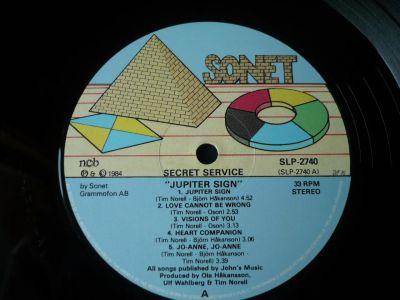 SONET
ncb
℗ & © 1984
SECRET SERVICE
SLP-2740
(SLP-2740 A)
"JUPITER SIGN"
by Sonet
Grammofon AB
33 RPM
STEREO
1. JUPITER SIGN
(Tim Norell - Björn Håkanson) 4.52
2. LOVE CANNOT BE WRONG
(Tim Norell - Oson) 2.53
3. VISIONS OF YOU
(Tim Norell - Oson) 3.13
4. HEART COMPANION
(Tim Norell - Björn Håkanson) 3.06
5. JO-ANNE, JO-ANNE
(Tim Norell - Björn Håkanson -
Tim Norell) 3.39
All songs published by John's Music
Produced by Ola Håkansson,
Ulf Wahlberg & Tim Norell
A